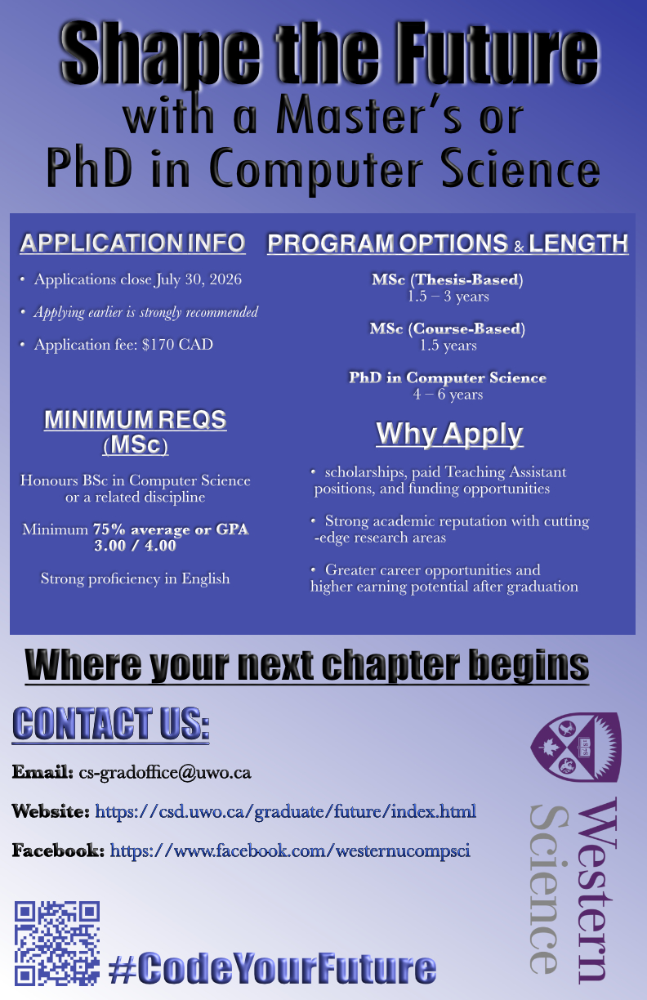 Shape the Future
with a Master's or
PhD in Computer Science
APPLICATION INFO
• Applications close July 30, 2026
• Applying earlier is strongly recommended
• Application fee: $170 CAD
MINIMUM REQS
(MSc)
Honours BSc in Computer Science
or a related discipline
Minimum 75% average or GPA
3.00 / 4.00
Strong proficiency in English
PROGRAM OPTIONS & LENGTH
MSc (Thesis-Based)
1.5 – 3 years
MSc (Course-Based)
1.5 years
PhD in Computer Science
4 – 6 years
Why Apply
• scholarships, paid Teaching Assistant
positions, and funding opportunities
• Strong academic reputation with cutting
-edge research areas
• Greater career opportunities and
higher earning potential after graduation
Where your next chapter begins
CONTACT US:
Email: cs-gradoffice@uwo.ca
Website: https://csd.uwo.ca/graduate/future/index.html
Facebook: https://www.facebook.com/westernucompsci
Western
Science
#CodeYourFuture